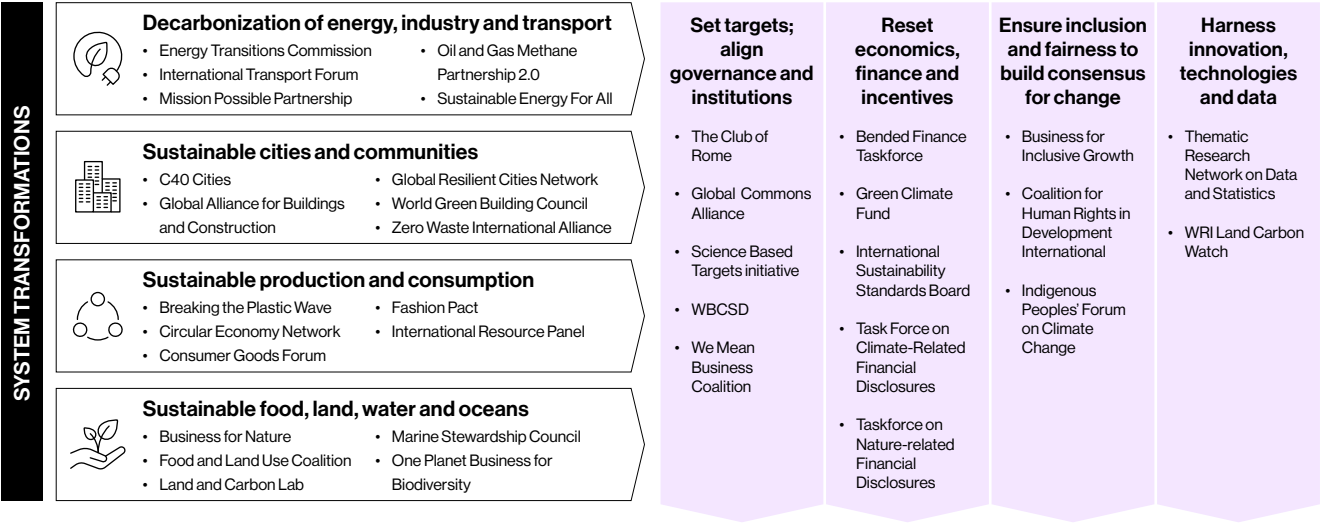 SYSTEM TRANSFORMATIONS
Decarbonization of energy, industry and transport
• Energy Transitions Commission
• International Transport Forum
• Mission Possible Partnership
• Oil and Gas Methane
Partnership 2.0
• Sustainable Energy For All
Sustainable cities and communities
• C40 Cities
• Global Alliance for Buildings
and Construction
• Global Resilient Cities Network
• World Green Building Council
• Zero Waste International Alliance
Sustainable production and consumption
• Breaking the Plastic Wave
• Circular Economy Network
• Consumer Goods Forum
• Fashion Pact
• International Resource Panel
Sustainable food, land, water and oceans
• Business for Nature
• Food and Land Use Coalition
• Land and Carbon Lab
• Marine Stewardship Council
• One Planet Business for
Biodiversity
Set targets;
align
governance and
institutions
• The Club of
Rome
• Global Commons
Alliance
• Science Based
Targets initiative
• WBCSD
• We Mean
Business
Coalition
Reset
economics,
finance and
incentives
• Bended Finance
Taskforce
• Green Climate
Fund
• International
Sustainability
Standards Board
• Task Force on
Climate-Related
Financial
Disclosures
• Taskforce on
Nature-related
Financial
Disclosures
Ensure inclusion
and fairness to
build consensus
for change
• Business for
Inclusive Growth
• Coalition for
Human Rights in
Development
International
• Indigenous
Peoples' Forum
on Climate
Change
Harness
innovation,
technologies
and data
• Thematic
Research
Network on Data
and Statistics
• WRI Land Carbon
Watch